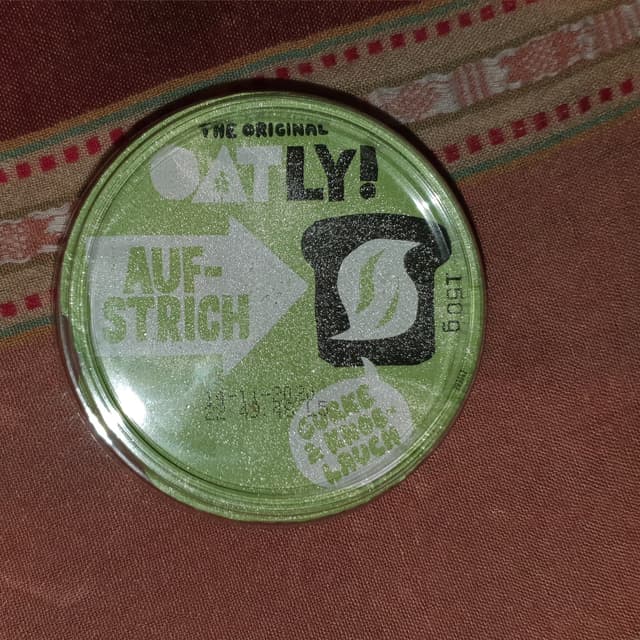 THE ORIGINAL
OATLY!
AUF-
STRICH
150g
GURKE
& KNOB-
LAUCH